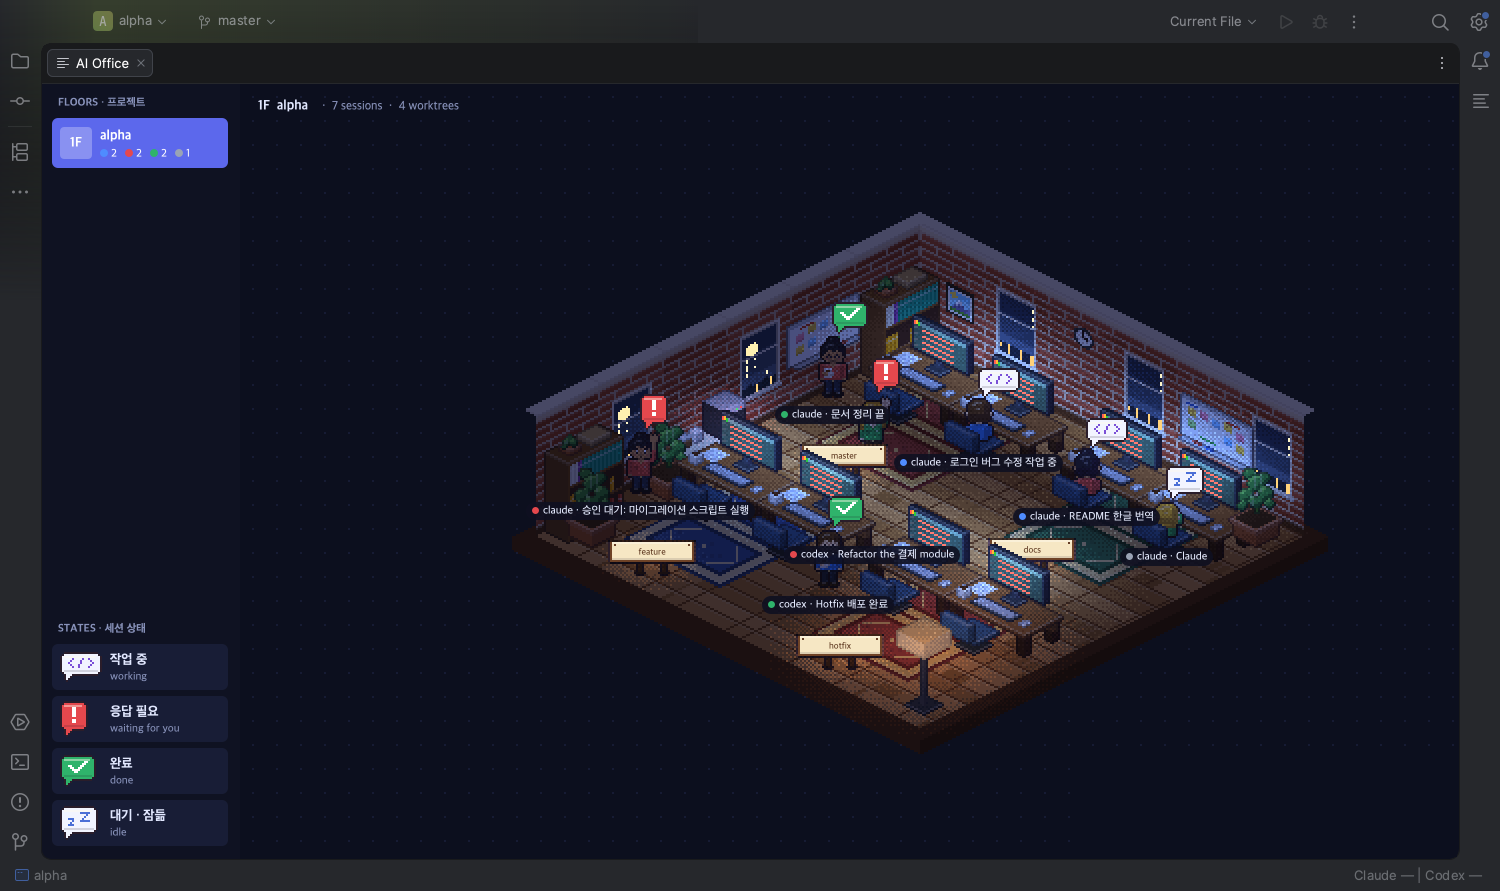 A alpha
master
Current File
AI Office
FLOORS · 프로젝트
1F alpha
2 2 2 1
1F alpha · 7 sessions · 4 worktrees
claude · 문서 정리 끝
master
claude · 로그인 버그 수정 작업 중
claude · 승인 대기: 마이그레이션 스크립트 실행
claude · README 한글 번역
feature
codex · Refactor the 결제 module
docs
claude · Claude
codex · Hotfix 배포 완료
hotfix
STATES · 세션 상태
작업 중
working
응답 필요
waiting for you
완료
done
대기 · 잠듦
idle
alpha
Claude — | Codex —